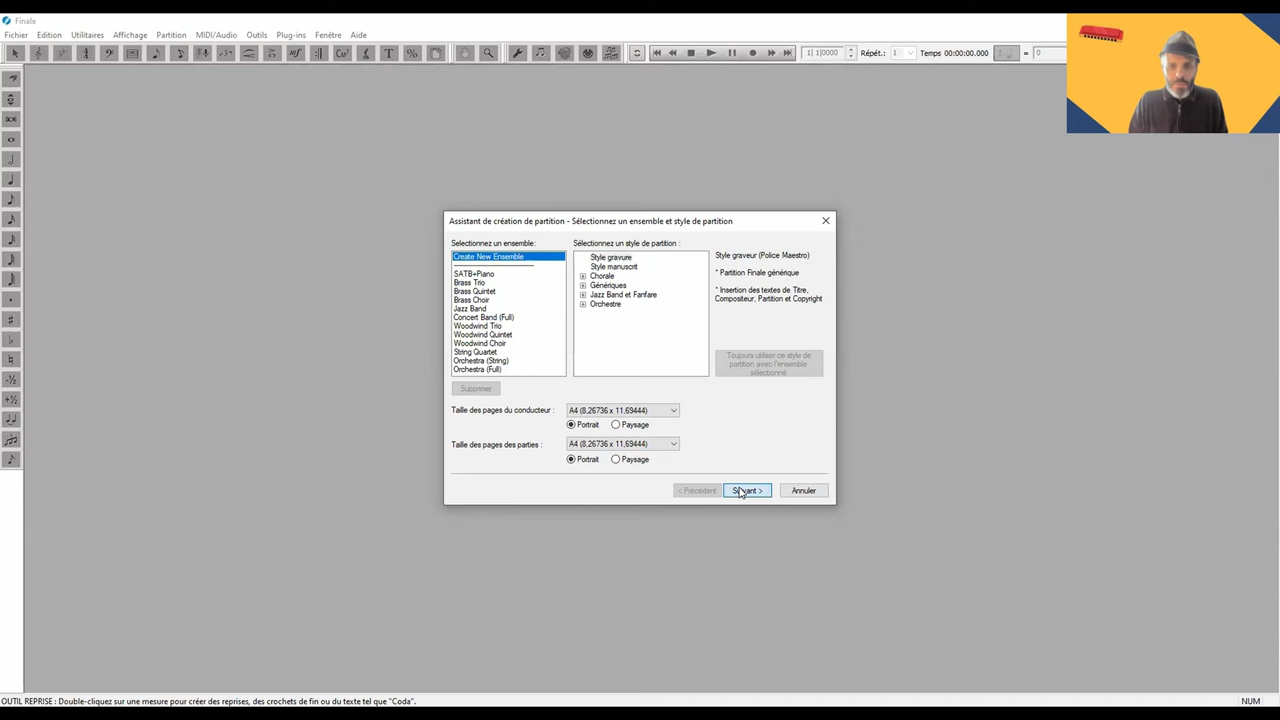 Finale
Fichier Edition Utilitaires Affichage Partition MIDI/Audio Outils Plug-ins Fenêtre Aide
1| 1|0000 Répét.: 1 Temps 00:00:00.000 = 0
Assistant de création de partition - Sélectionnez un ensemble et style de partition
Selectionnez un ensemble:
Create New Ensemble
SATB+Piano
Brass Trio
Brass Quintet
Brass Choir
Jazz Band
Concert Band (Full)
Woodwind Trio
Woodwind Quintet
Woodwind Choir
String Quartet
Orchestra (String)
Orchestra (Full)
Supprimer
Sélectionnez un style de partition :
Style gravure
Style manuscrit
Chorale
Génériques
Jazz Band et Fanfare
Orchestre
Style graveur (Police Maestro)
* Partition Finale générique
* Insertion des textes de Titre,
Compositeur, Partition et Copyright
Toujours utiliser ce style de
partition avec l'ensemble
sélectionné
Taille des pages du conducteur : A4 (8,26736 x 11,69444)
Portrait Paysage
Taille des pages des parties : A4 (8,26736 x 11,69444)
Portrait Paysage
< Précédent Suivant > Annuler
OUTIL REPRISE : Double-cliquez sur une mesure pour créer des reprises, des crochets de fin ou du texte tel que "Coda". NUM